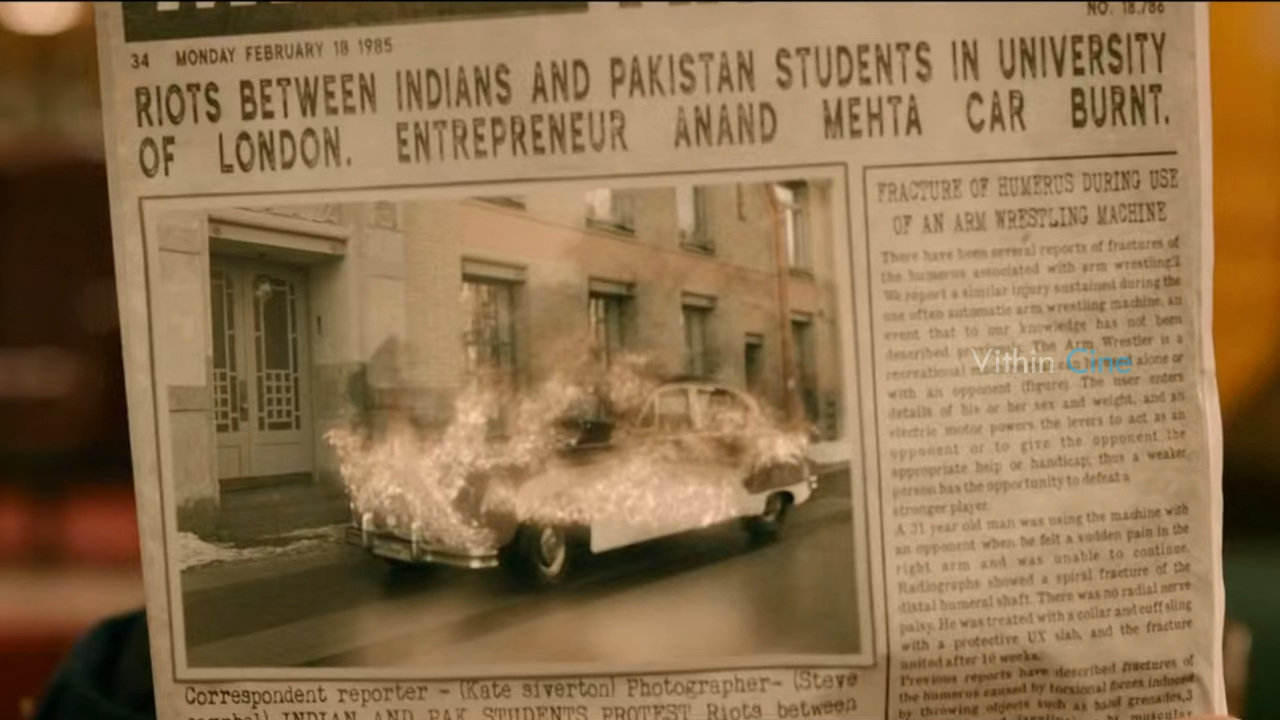 NO. 18,786
34 MONDAY FEBRUARY 18 1985
RIOTS BETWEEN INDIANS AND PAKISTAN STUDENTS IN UNIVERSITY
OF LONDON. ENTREPRENEUR ANAND MEHTA CAR BURNT.
FRACTURE OF HUMERUS DURING USE
OF AN ARM WRESTLING MACHINE
There have been several reports of fractures of
the humerus associated with arm wrestling.
We report a similar injury sustained during the
use often automatic arm wrestling machine, an
event that to our knowledge has not been
described The Arm Wrestler is a
recreational alone or
with an opponent (figure) The user enters
details of his or her sex and weight, and an
electric motor powers the levers to act as an
opponent or to give the opponent the
appropriate help or handicap; thus a weaker
person has the opportunity to defeat a
stronger player.
A 31 year old man was using the machine with
an opponent when he felt a sudden pain in the
right arm and was unable to continue.
Radiographs showed a spiral fracture of the
distal humeral shaft. There was no radial nerve
palsy. He was treated with a collar and cuff sling
with a protective UX slab, and the fracture
united after 16 weeks.
Previous reports have described fractures of
the humerus caused by torsional forces induced
by throwing objects such as hand grenades,3
Vithin Cine
Correspondent reporter - (Kate siverton) Photographer- (Steve
INDIAN AND PAK STUDENTS PROTEST Riots between